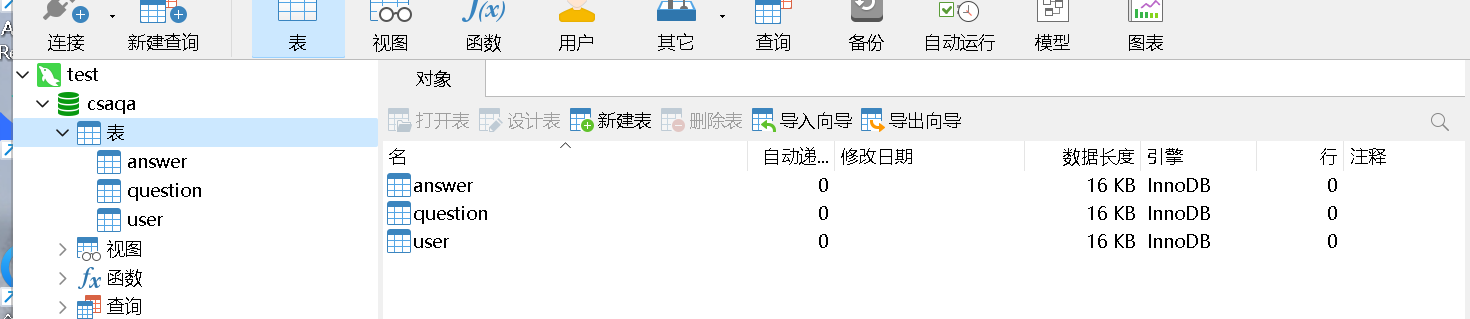 连接 新建查询 表 视图 函数 用户 其它 查询 备份 自动运行 模型 图表
test
对象
csaqa
打开表 设计表 新建表 删除表 导入向导 导出向导
表
名 自动递... 修改日期 数据长度 引擎 行 注释
answer
answer 0 16 KB InnoDB 0
question
question 0 16 KB InnoDB 0
user
user 0 16 KB InnoDB 0
视图
fx 函数
查询